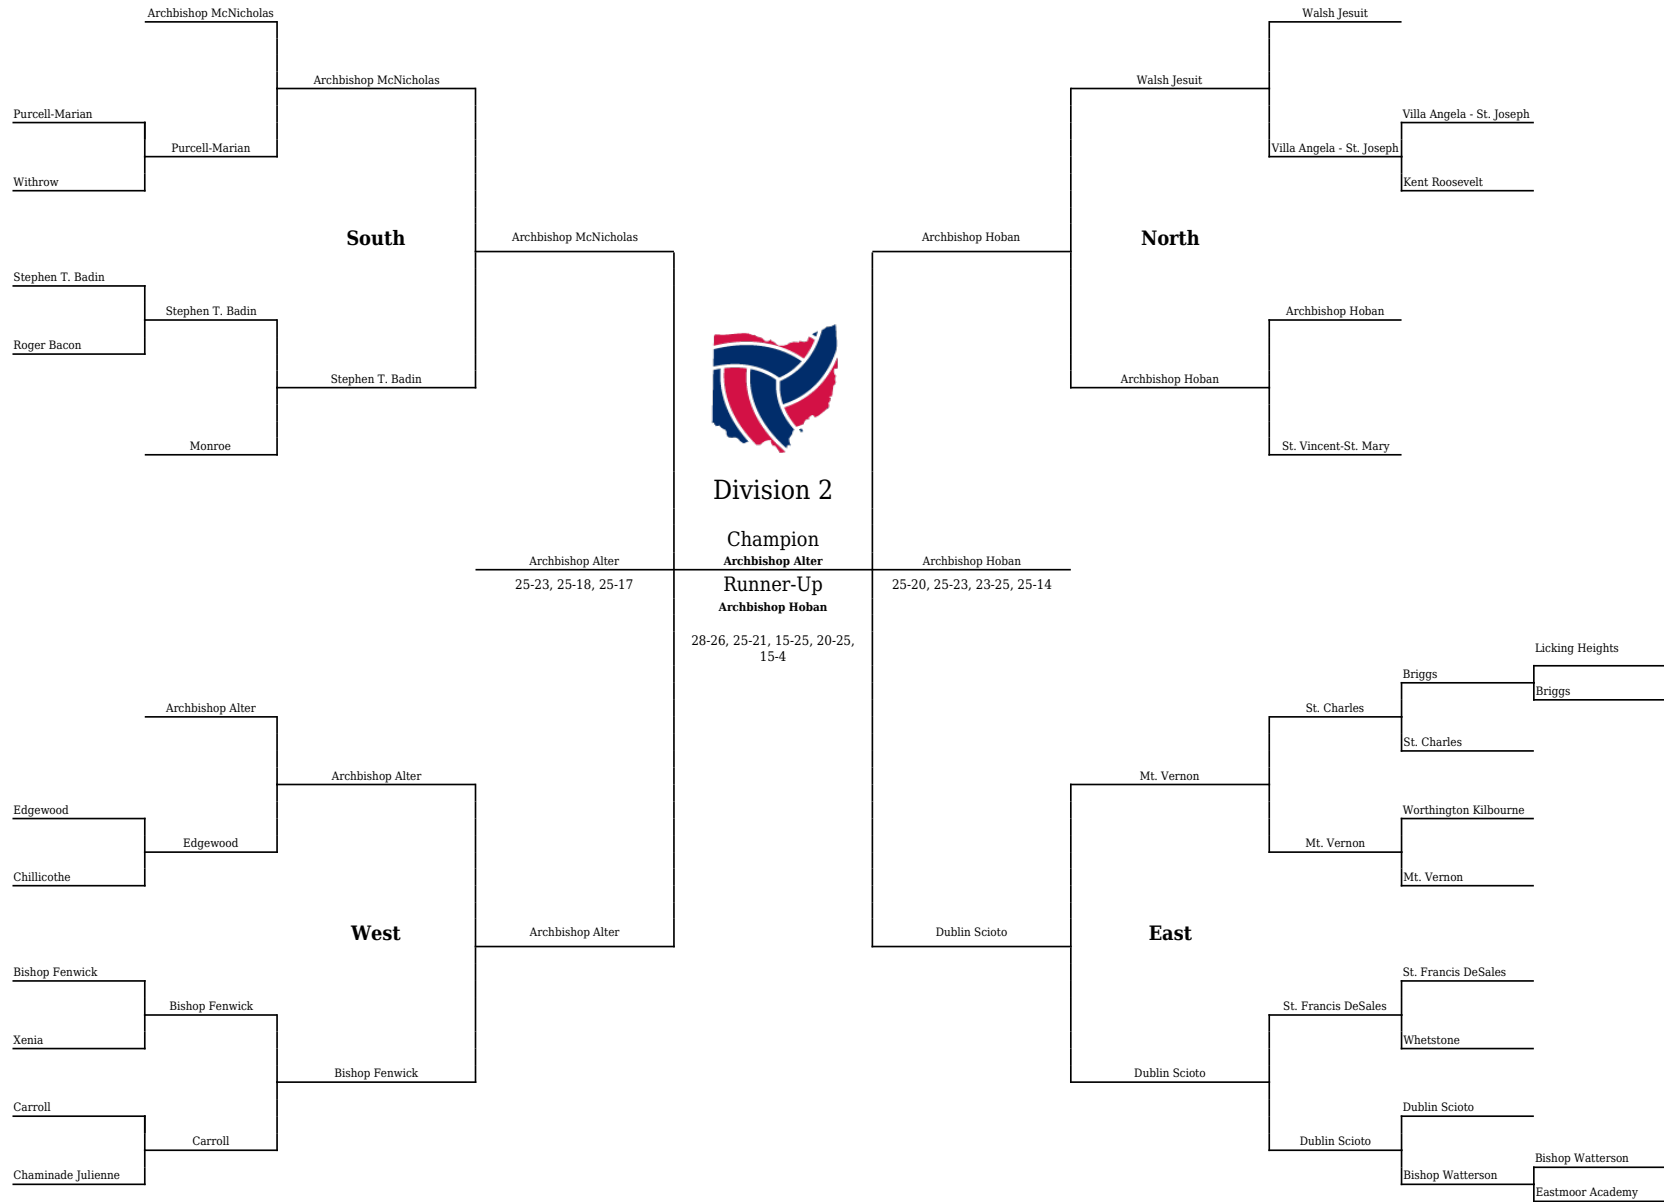 Archbishop McNicholas
Archbishop McNicholas
Purcell-Marian
Purcell-Marian
Withrow
South
Archbishop McNicholas
Stephen T. Badin
Stephen T. Badin
Roger Bacon
Stephen T. Badin
Monroe
Walsh Jesuit
Walsh Jesuit
Villa Angela - St. Joseph
Villa Angela - St. Joseph
Kent Roosevelt
Archbishop Hoban
North
Archbishop Hoban
Archbishop Hoban
St. Vincent-St. Mary
Division 2
Champion
Archbishop Alter
Runner-Up
Archbishop Hoban
28-26, 25-21, 15-25, 20-25,
15-4
Archbishop Alter
25-23, 25-18, 25-17
Archbishop Hoban
25-20, 25-23, 23-25, 25-14
Archbishop Alter
Archbishop Alter
Edgewood
Edgewood
Chillicothe
West
Archbishop Alter
Bishop Fenwick
Bishop Fenwick
Xenia
Bishop Fenwick
Carroll
Carroll
Chaminade Julienne
Licking Heights
Briggs
Briggs
St. Charles
St. Charles
Mt. Vernon
Worthington Kilbourne
Mt. Vernon
Mt. Vernon
Dublin Scioto
East
St. Francis DeSales
St. Francis DeSales
Whetstone
Dublin Scioto
Dublin Scioto
Dublin Scioto
Bishop Watterson
Bishop Watterson
Eastmoor Academy